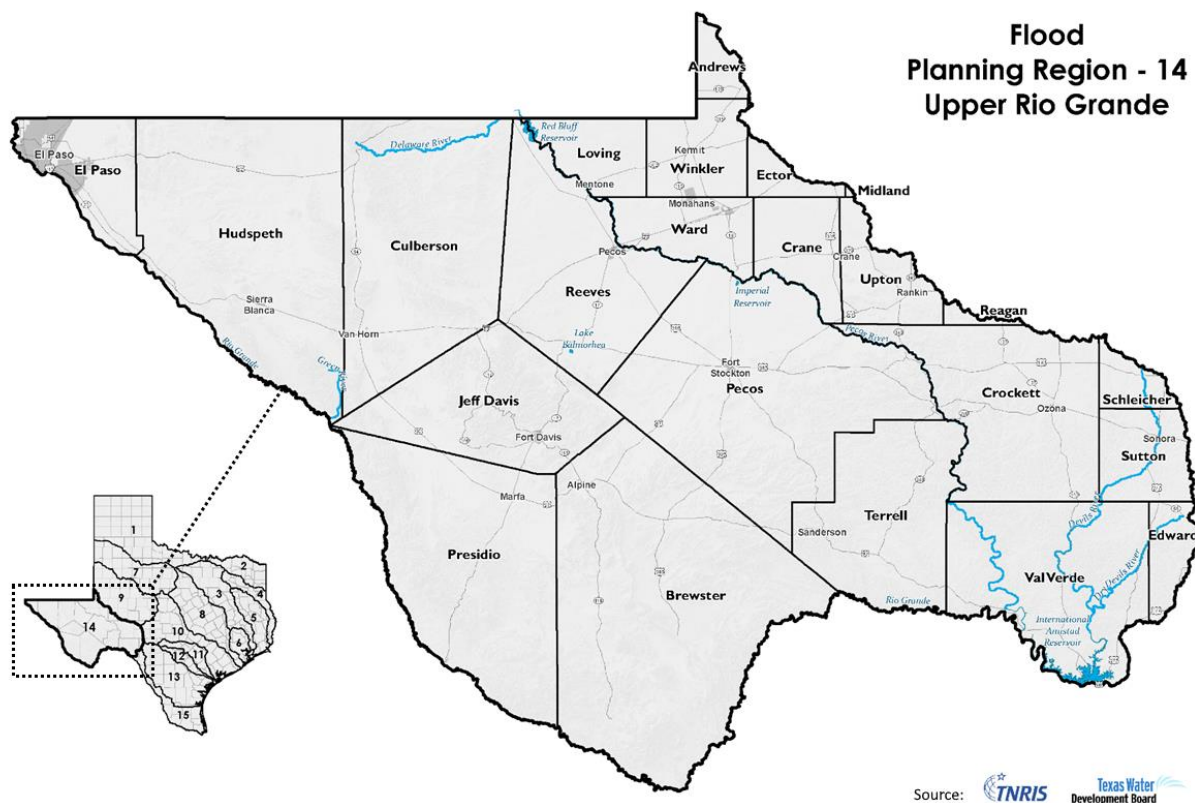 Flood
Planning Region - 14
Upper Rio Grande
Andrews
Delaware River
Red Bluff
Reservoir
Loving
Kermit
Winkler
Ector
Midland
El Paso
El Paso
Mentone
Monahans
Hudspeth
Culberson
Ward
Crane
Crane
Pecos
Upton
Rankin
Reeves
Imperial
Reservoir
Reagan
Sierra
Blanca
Van Horn
Lake
Balmorhea
Pecos River
Rio Grande
Green River
Fort
Stockton
Pecos
Jeff Davis
Crockett
Ozona
Schleicher
Fort Davis
Sonora
Sutton
Alpine
Marfa
Terrell
Sanderson
Devils River
Presidio
Val Verde
Edward
Brewster
Rio Grande
International
Amistad
Reservoir
1
2
3
4
5
6
7
8
9
10
11
12
13
14
15
Source:
TNRIS
Texas Water
Development Board